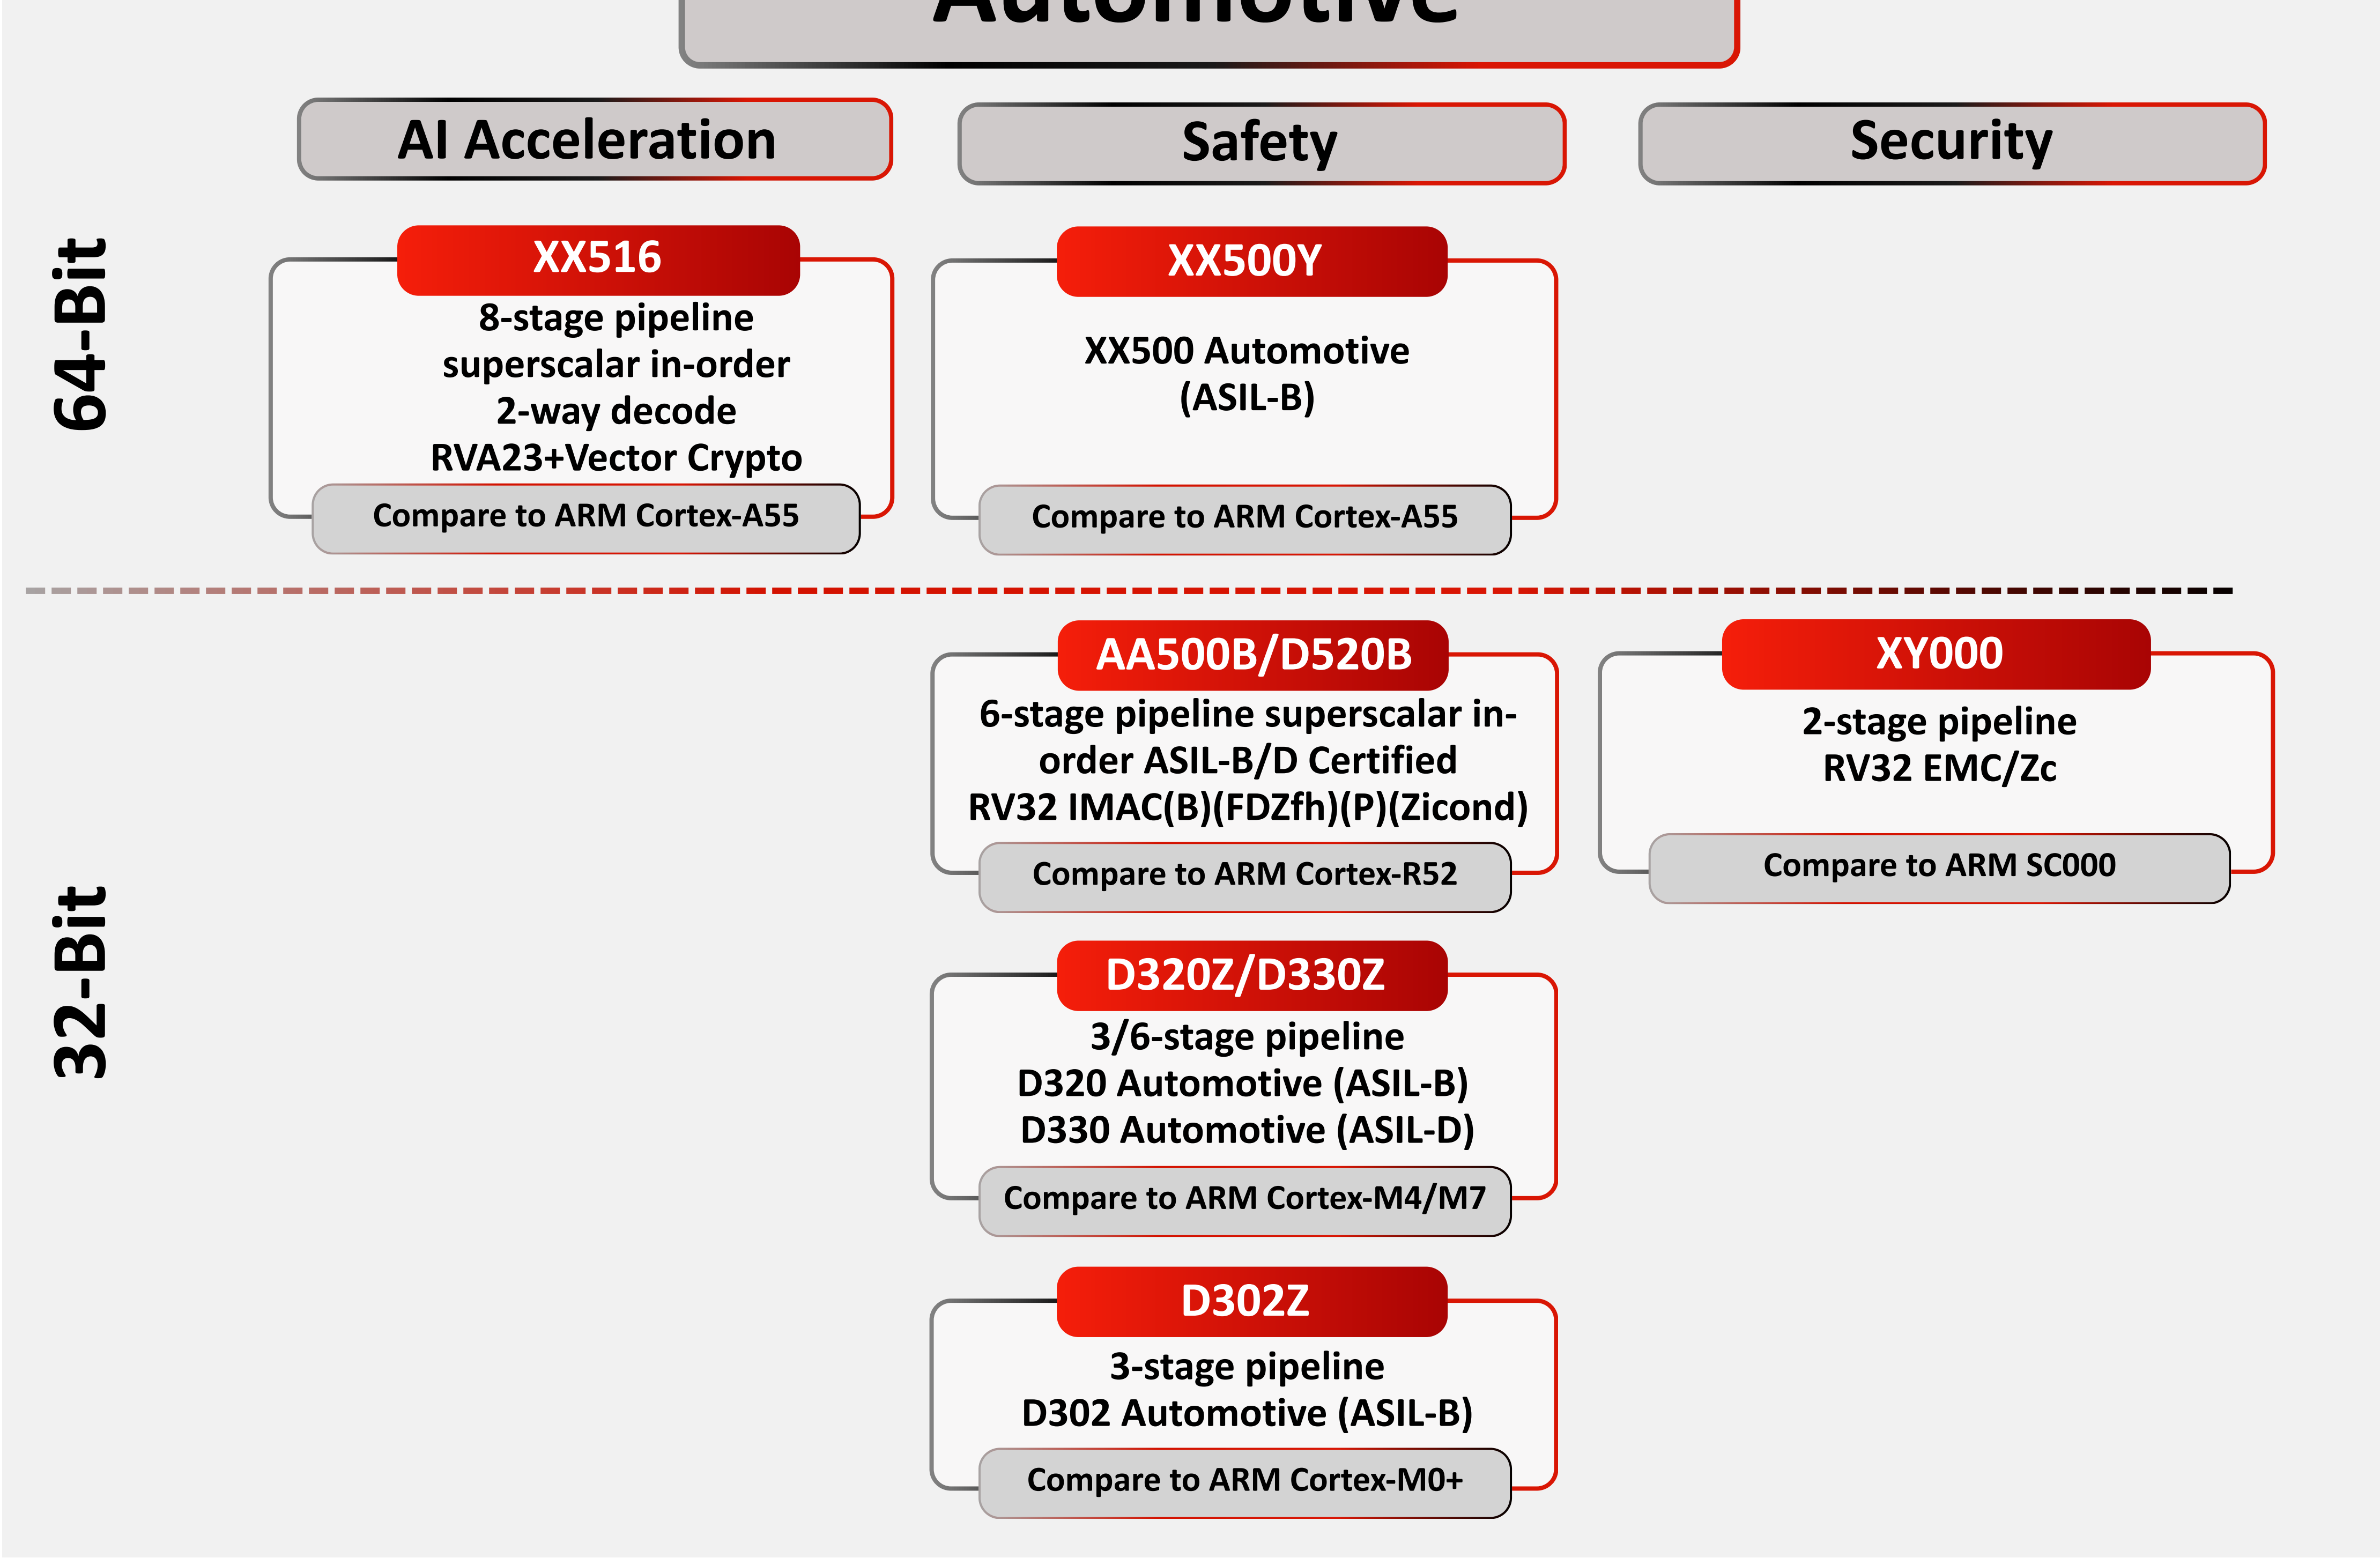 Automotive
AI Acceleration
Safety
Security
64-Bit
XX516
8-stage pipeline
superscalar in-order
2-way decode
RVA23+Vector Crypto
Compare to ARM Cortex-A55
XX500Y
XX500 Automotive
(ASIL-B)
Compare to ARM Cortex-A55
32-Bit
AA500B/D520B
6-stage pipeline superscalar in-
order ASIL-B/D Certified
RV32 IMAC(B)(FDZfh)(P)(Zicond)
Compare to ARM Cortex-R52
XY000
2-stage pipeline
RV32 EMC/Zc
Compare to ARM SC000
D320Z/D330Z
3/6-stage pipeline
D320 Automotive (ASIL-B)
D330 Automotive (ASIL-D)
Compare to ARM Cortex-M4/M7
D302Z
3-stage pipeline
D302 Automotive (ASIL-B)
Compare to ARM Cortex-M0+